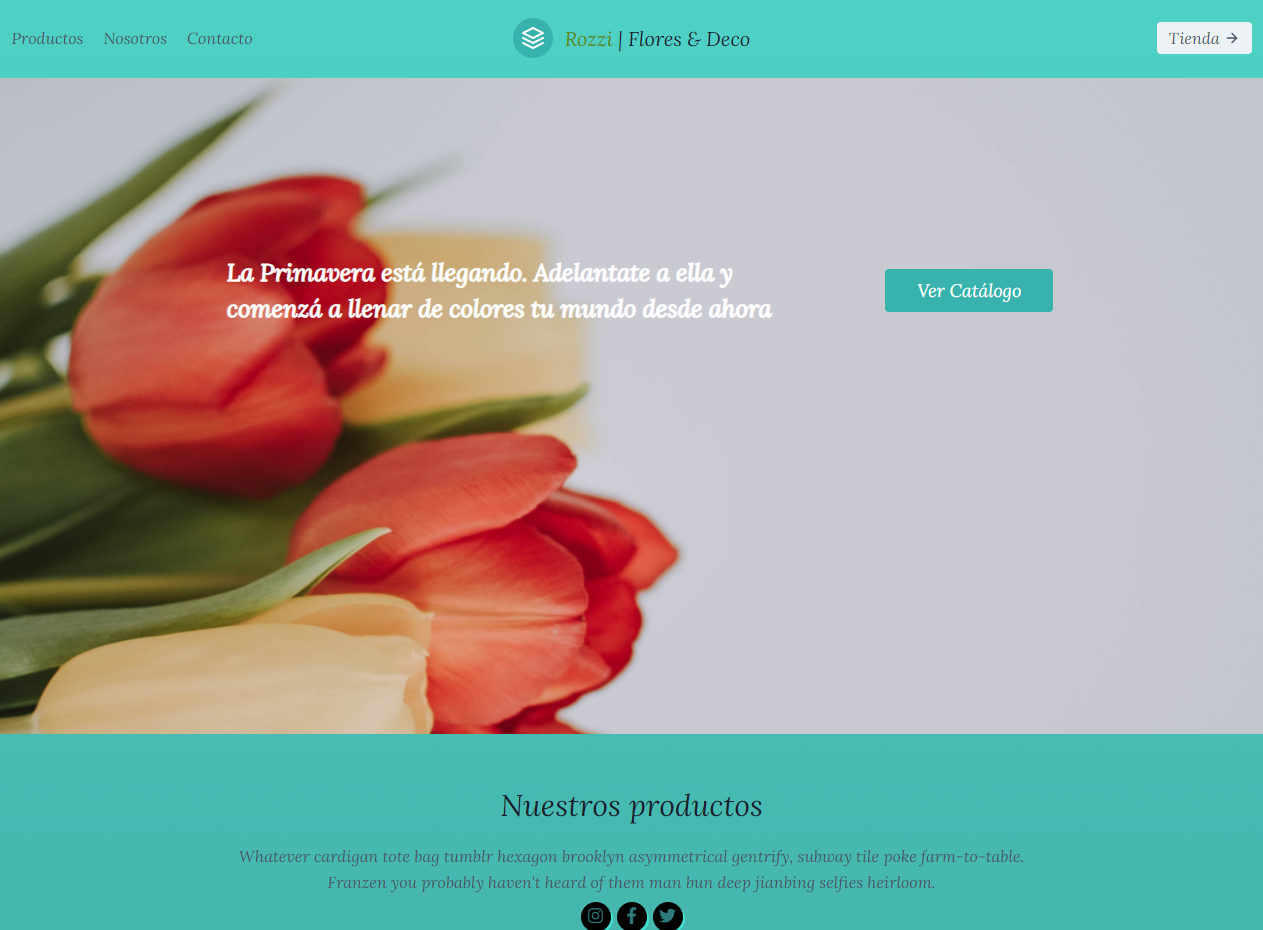 Productos Nosotros Contacto
Rozzi | Flores & Deco
Tienda →
La Primavera está llegando. Adelantate a ella y
comenzá a llenar de colores tu mundo desde ahora
Ver Catálogo
Nuestros productos
Whatever cardigan tote bag tumblr hexagon brooklyn asymmetrical gentrify, subway tile poke farm-to-table.
Franzen you probably haven't heard of them man bun deep jianbing selfies heirloom.